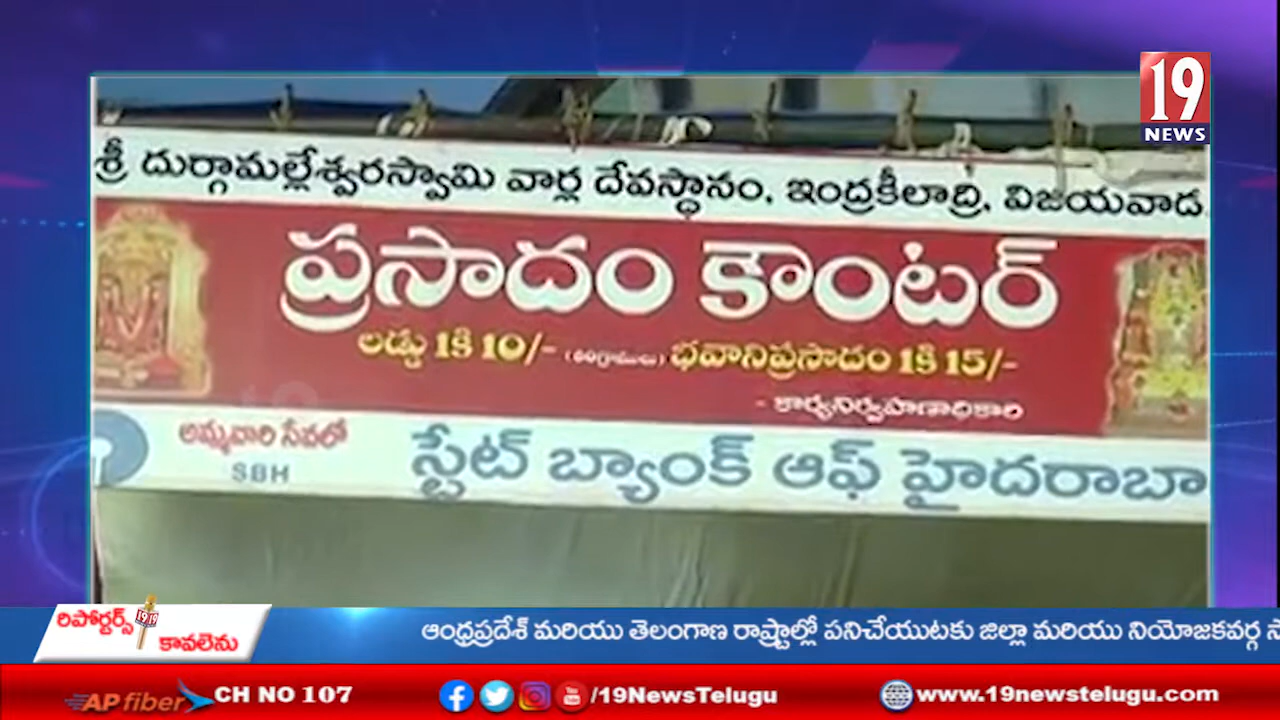 19
NEWS
శ్రీ దుర్గామల్లేశ్వరస్వామి వార్ల దేవస్థానం, ఇంద్రకీలాద్రి, విజయవాడ.
ప్రసాదం కౌంటర్
లడ్డు 1కి 10/- భవానిప్రసాదం 1కి 15/-
- కార్యనిర్వహణాధికారి
అమ్మవారి సేవలో
SBH
స్టేట్ బ్యాంక్ ఆఫ్ హైదరాబా
రిపోర్టర్స్
కావలెను
ఆంధ్రప్రదేశ్ మరియు తెలంగాణ రాష్ట్రాల్లో పనిచేయుటకు జిల్లా మరియు నియోజకవర్గ
AP fiber CH NO 107
/19NewsTelugu
www.19newstelugu.com